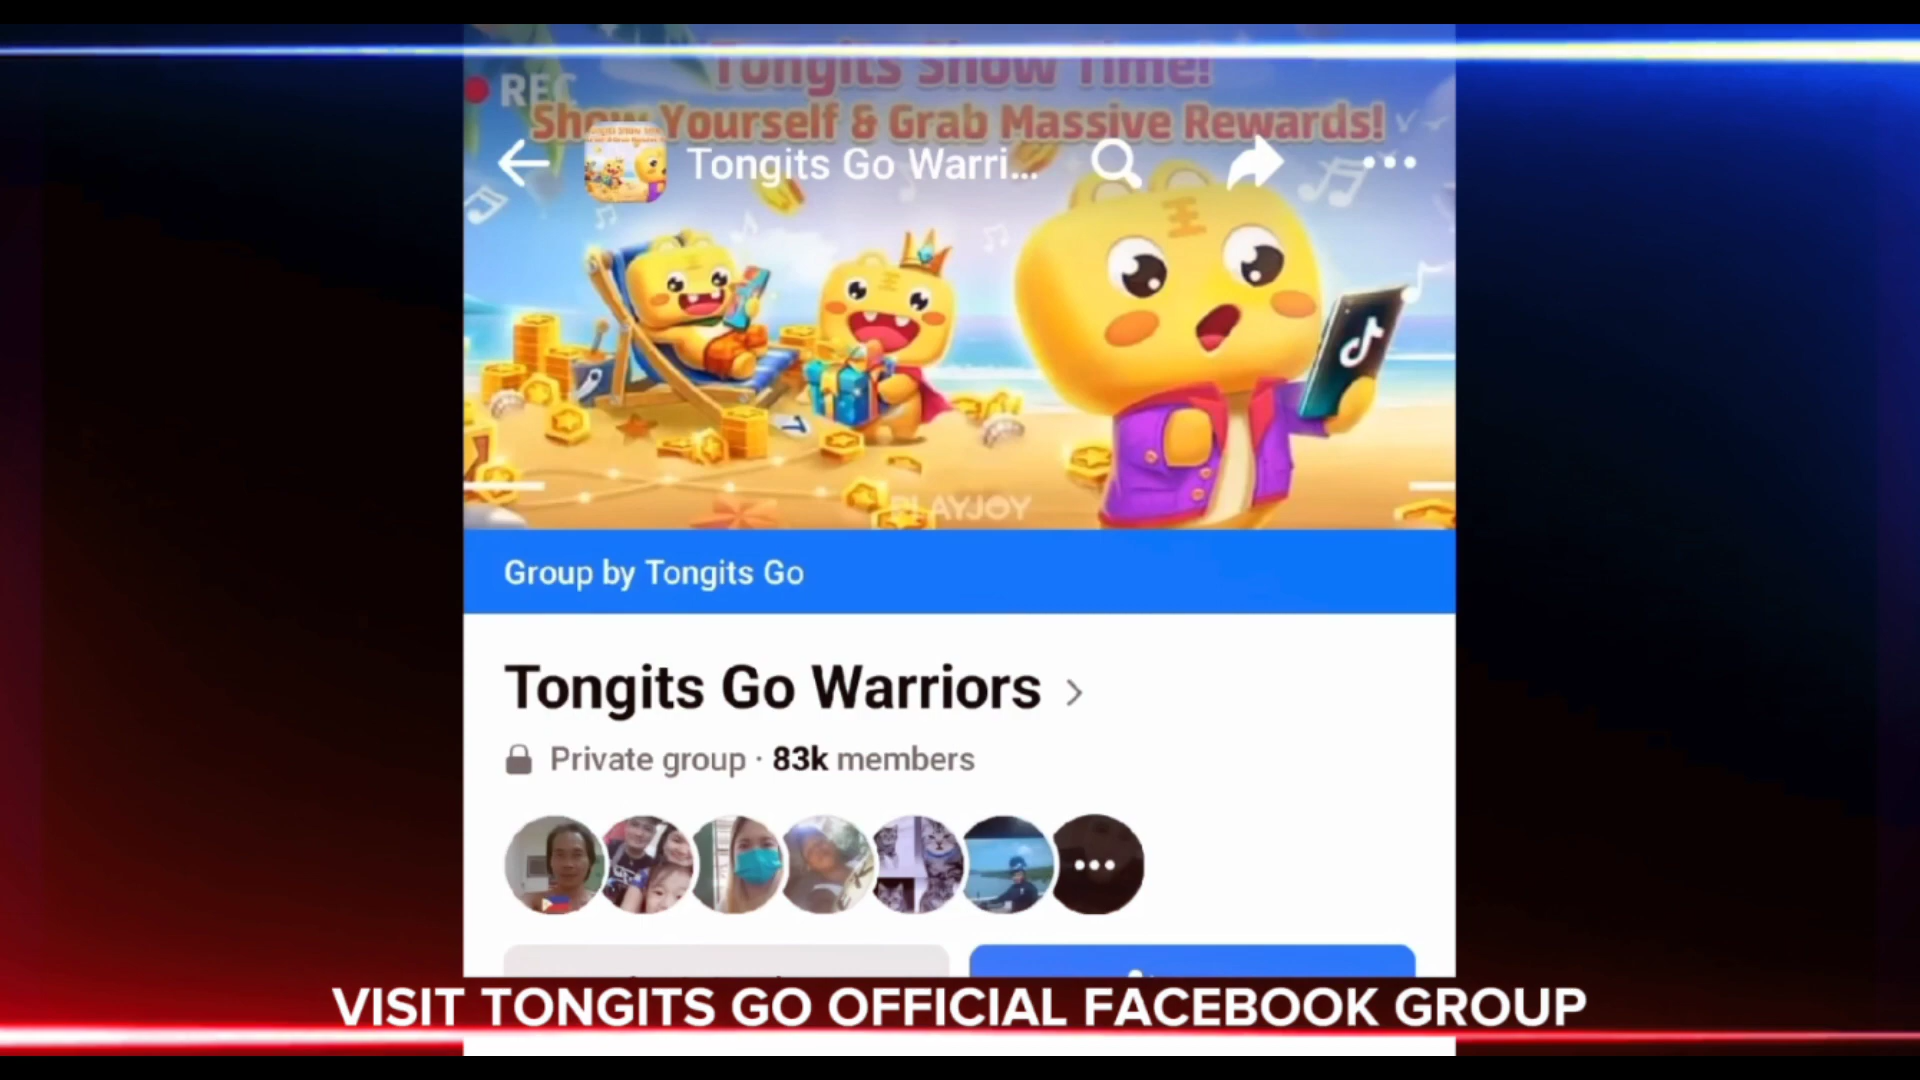 Tongits Show Time!
REC
Show Yourself & Grab Massive Rewards!
Tongits Go Warri...
PLAYJOY
Group by Tongits Go
Tongits Go Warriors
Private group · 83k members
VISIT TONGITS GO OFFICIAL FACEBOOK GROUP